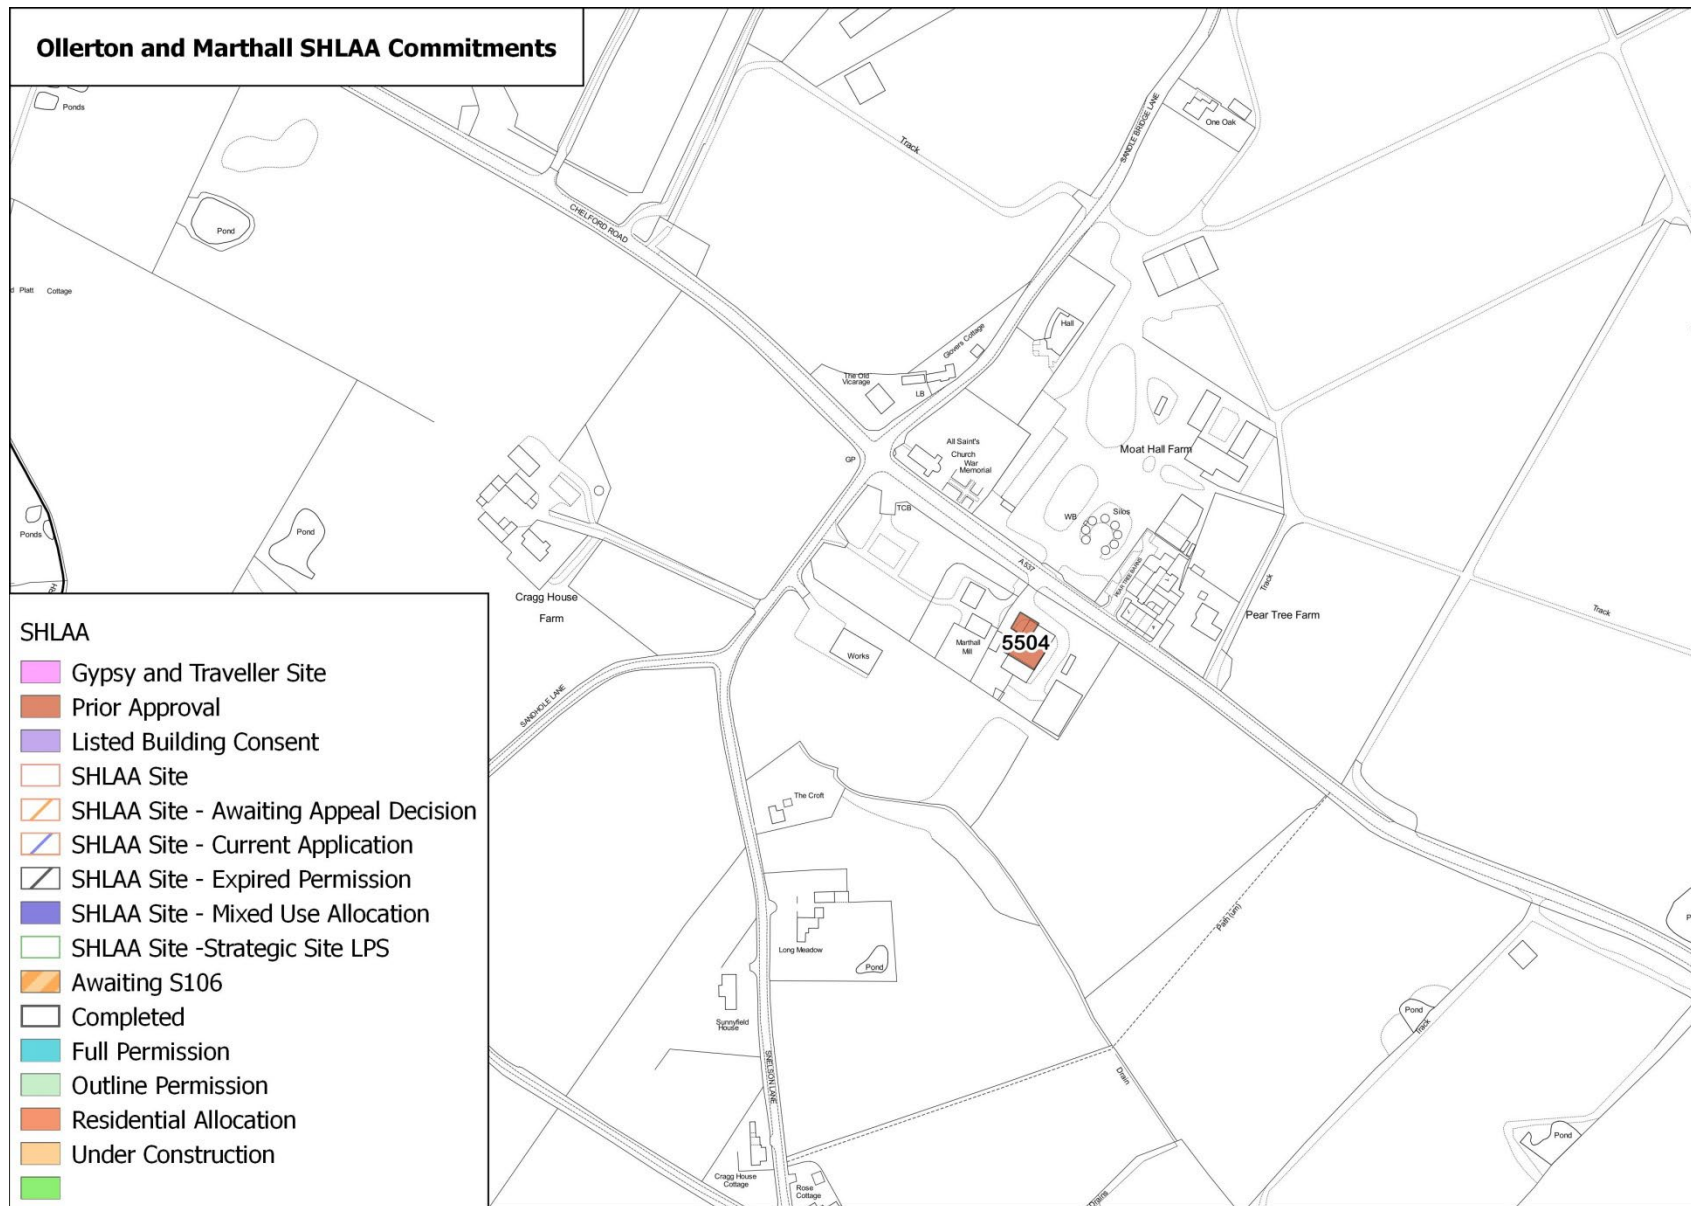 Ollerton and Marthall SHLAA Commitments
Ponds
Track
SANDLE BRIDGE LANE
One Oak
CHELFORD ROAD
Pond
d Platt Cottage
Hall
Glovers Cottage
The Old
Vicarage
LB
All Saint's
Church
War
Memorial
GP
Moat Hall Farm
TCB
WB
Silos
Ponds
Pond
A537
PEAR TREE BARNS
Track
Cragg House
Farm
Pear Tree Farm
Track
5504
Marthall
Mill
Works
SANDHOLE LANE
The Croft
Long Meadow
Pond
Path (um)
Sunnyfield
House
Pond
Track
SNELSON LANE
Drain
Pond
Cragg House
Cottage
Rose
Cottage
Drains
SHLAA
Gypsy and Traveller Site
Prior Approval
Listed Building Consent
SHLAA Site
SHLAA Site - Awaiting Appeal Decision
SHLAA Site - Current Application
SHLAA Site - Expired Permission
SHLAA Site - Mixed Use Allocation
SHLAA Site -Strategic Site LPS
Awaiting S106
Completed
Full Permission
Outline Permission
Residential Allocation
Under Construction